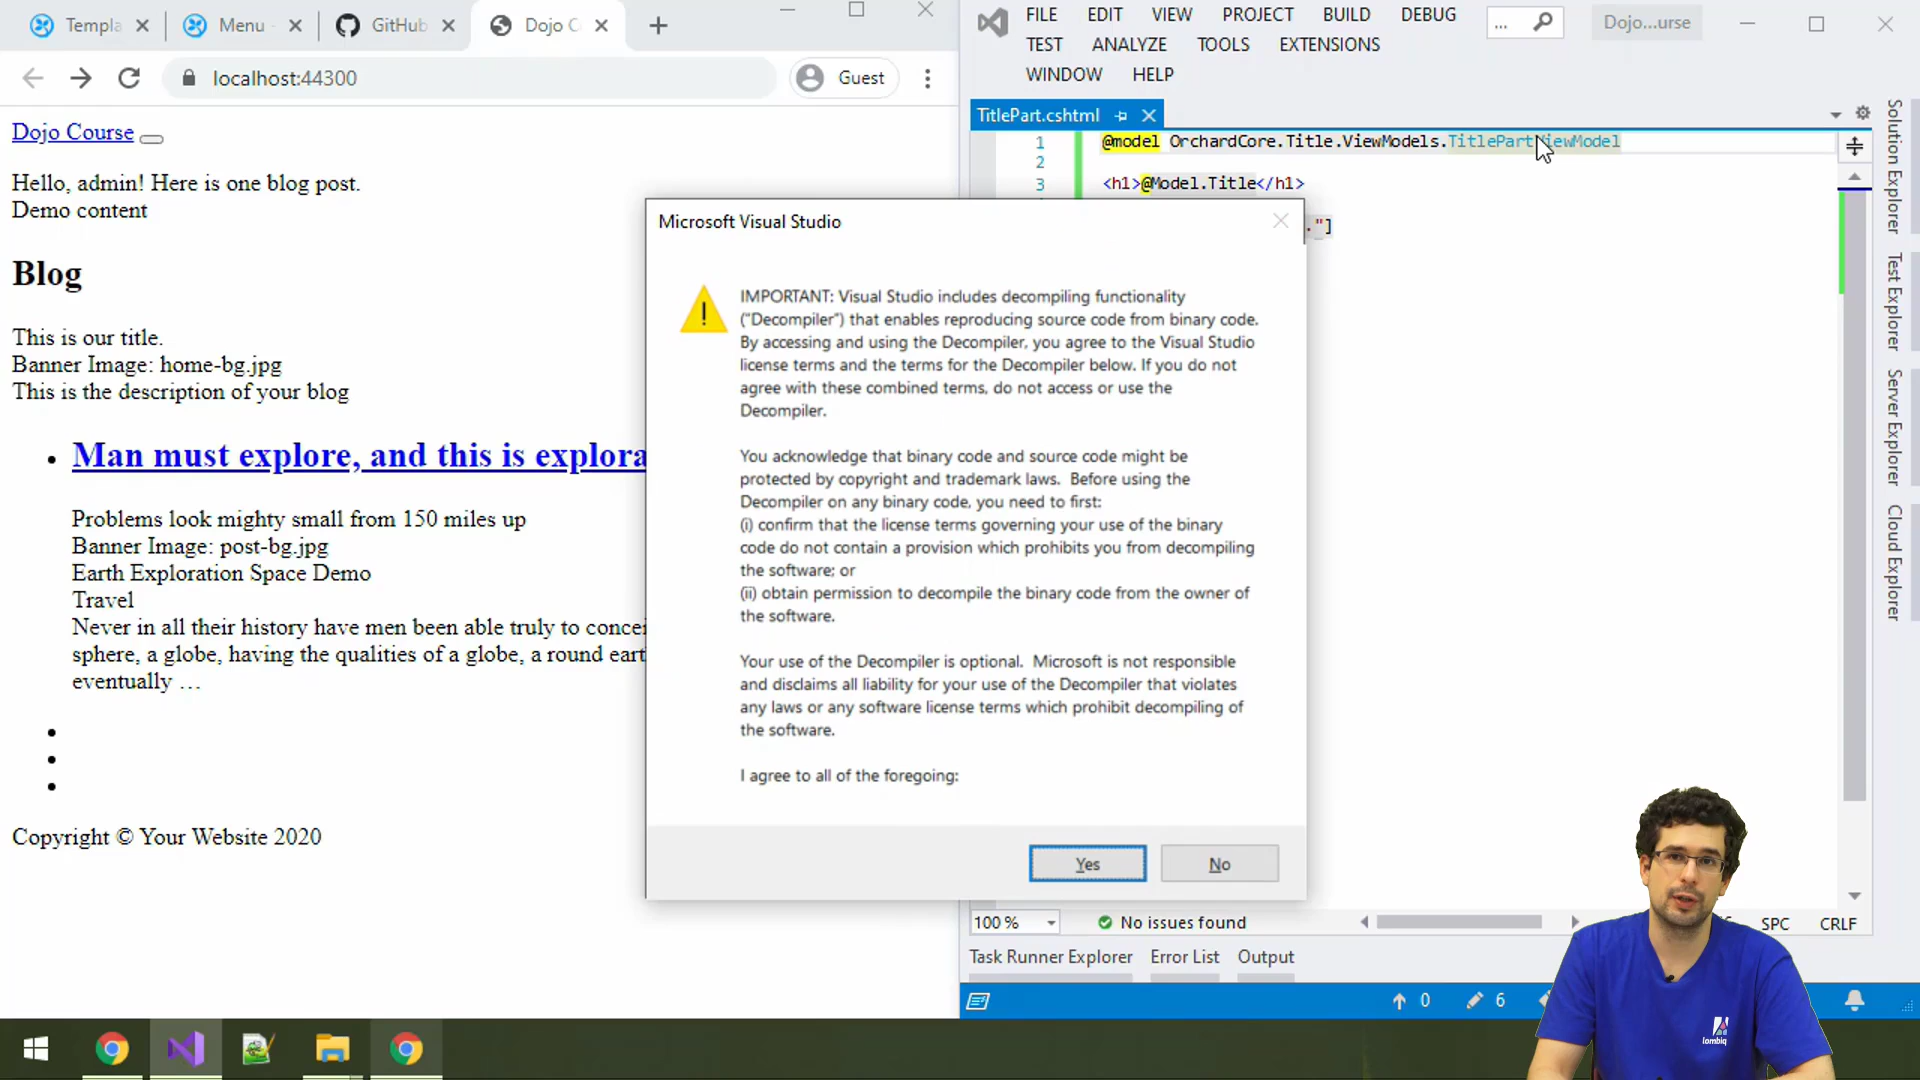 Templa
Menu
GitHub
Dojo C
localhost:44300
Guest
Dojo Course
Hello, admin! Here is one blog post.
Demo content
Blog
This is our title.
Banner Image: home-bg.jpg
This is the description of your blog
Man must explore, and this is explora
Problems look mighty small from 150 miles up
Banner Image: post-bg.jpg
Earth Exploration Space Demo
Travel
Never in all their history have men been able truly to concei
sphere, a globe, having the qualities of a globe, a round eart
eventually …
Copyright © Your Website 2020
FILE EDIT VIEW PROJECT BUILD DEBUG
... Dojo...urse
TEST ANALYZE TOOLS EXTENSIONS
WINDOW HELP
TitlePart.cshtml
1 @model OrchardCore.Title.ViewModels.TitlePartViewModel
2
3 <h1>@Model.Title</h1>
."]
Microsoft Visual Studio
IMPORTANT: Visual Studio includes decompiling functionality
("Decompiler") that enables reproducing source code from binary code.
By accessing and using the Decompiler, you agree to the Visual Studio
license terms and the terms for the Decompiler below. If you do not
agree with these combined terms, do not access or use the
Decompiler.
You acknowledge that binary code and source code might be
protected by copyright and trademark laws. Before using the
Decompiler on any binary code, you need to first:
(i) confirm that the license terms governing your use of the binary
code do not contain a provision which prohibits you from decompiling
the software; or
(ii) obtain permission to decompile the binary code from the owner of
the software.
Your use of the Decompiler is optional. Microsoft is not responsible
and disclaims all liability for your use of the Decompiler that violates
any laws or any software license terms which prohibit decompiling of
the software.
I agree to all of the foregoing:
Yes No
100 % No issues found SPC CRLF
Task Runner Explorer Error List Output
0 6
Solution Explorer
Test Explorer
Server Explorer
Cloud Explorer
lombiq